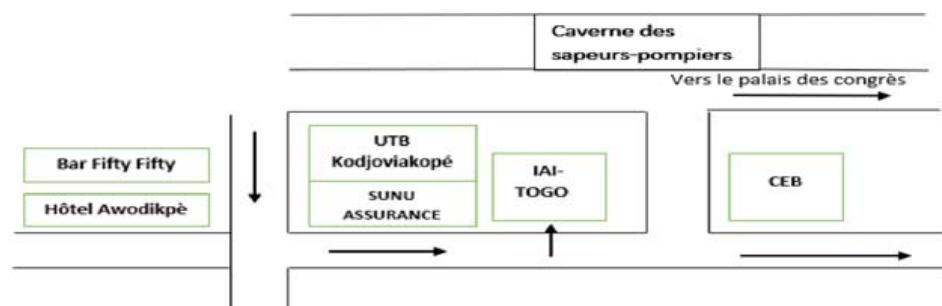 Caverne des
sapeurs-pompiers
Vers le palais des congrès
UTB
Kodjoviakopé
Bar Fifty Fifty
IAI-
TOGO
CEB
SUNU
ASSURANCE
Hôtel Awodikpè